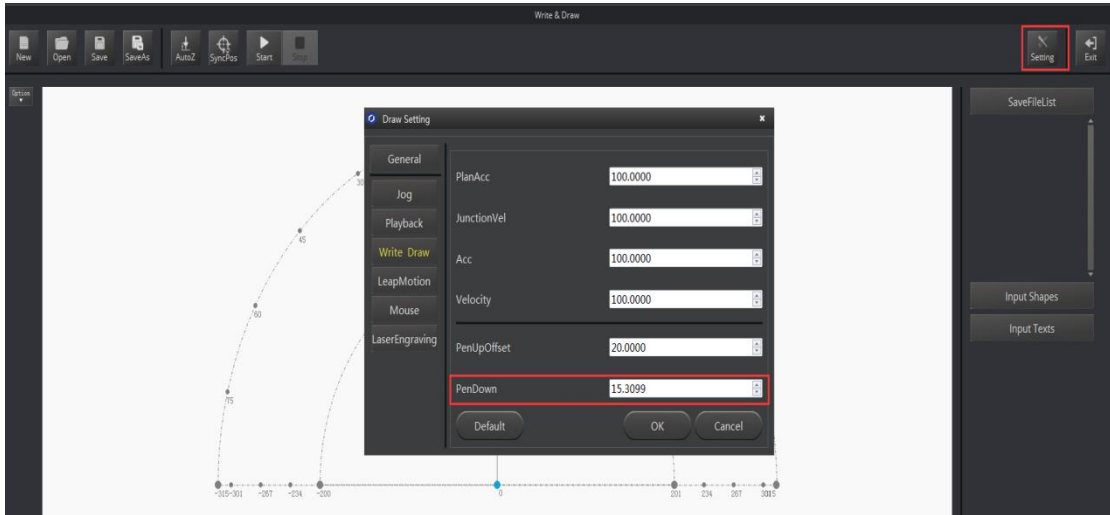 Write & Draw
New
Open
Save
SaveAs
AutoZ
SyncPos
Start
Stop
Setting
Exit
Option
SaveFileList
Input Shapes
Input Texts
Draw Setting
x
General
Jog
Playback
Write Draw
LeapMotion
Mouse
LaserEngraving
PlanAcc 100.0000
JunctionVel 100.0000
Acc 100.0000
Velocity 100.0000
PenUpOffset 20.0000
PenDown 15.3099
Default OK Cancel
30
45
60
75
-315-301 -267 -234 -200 0 201 234 267